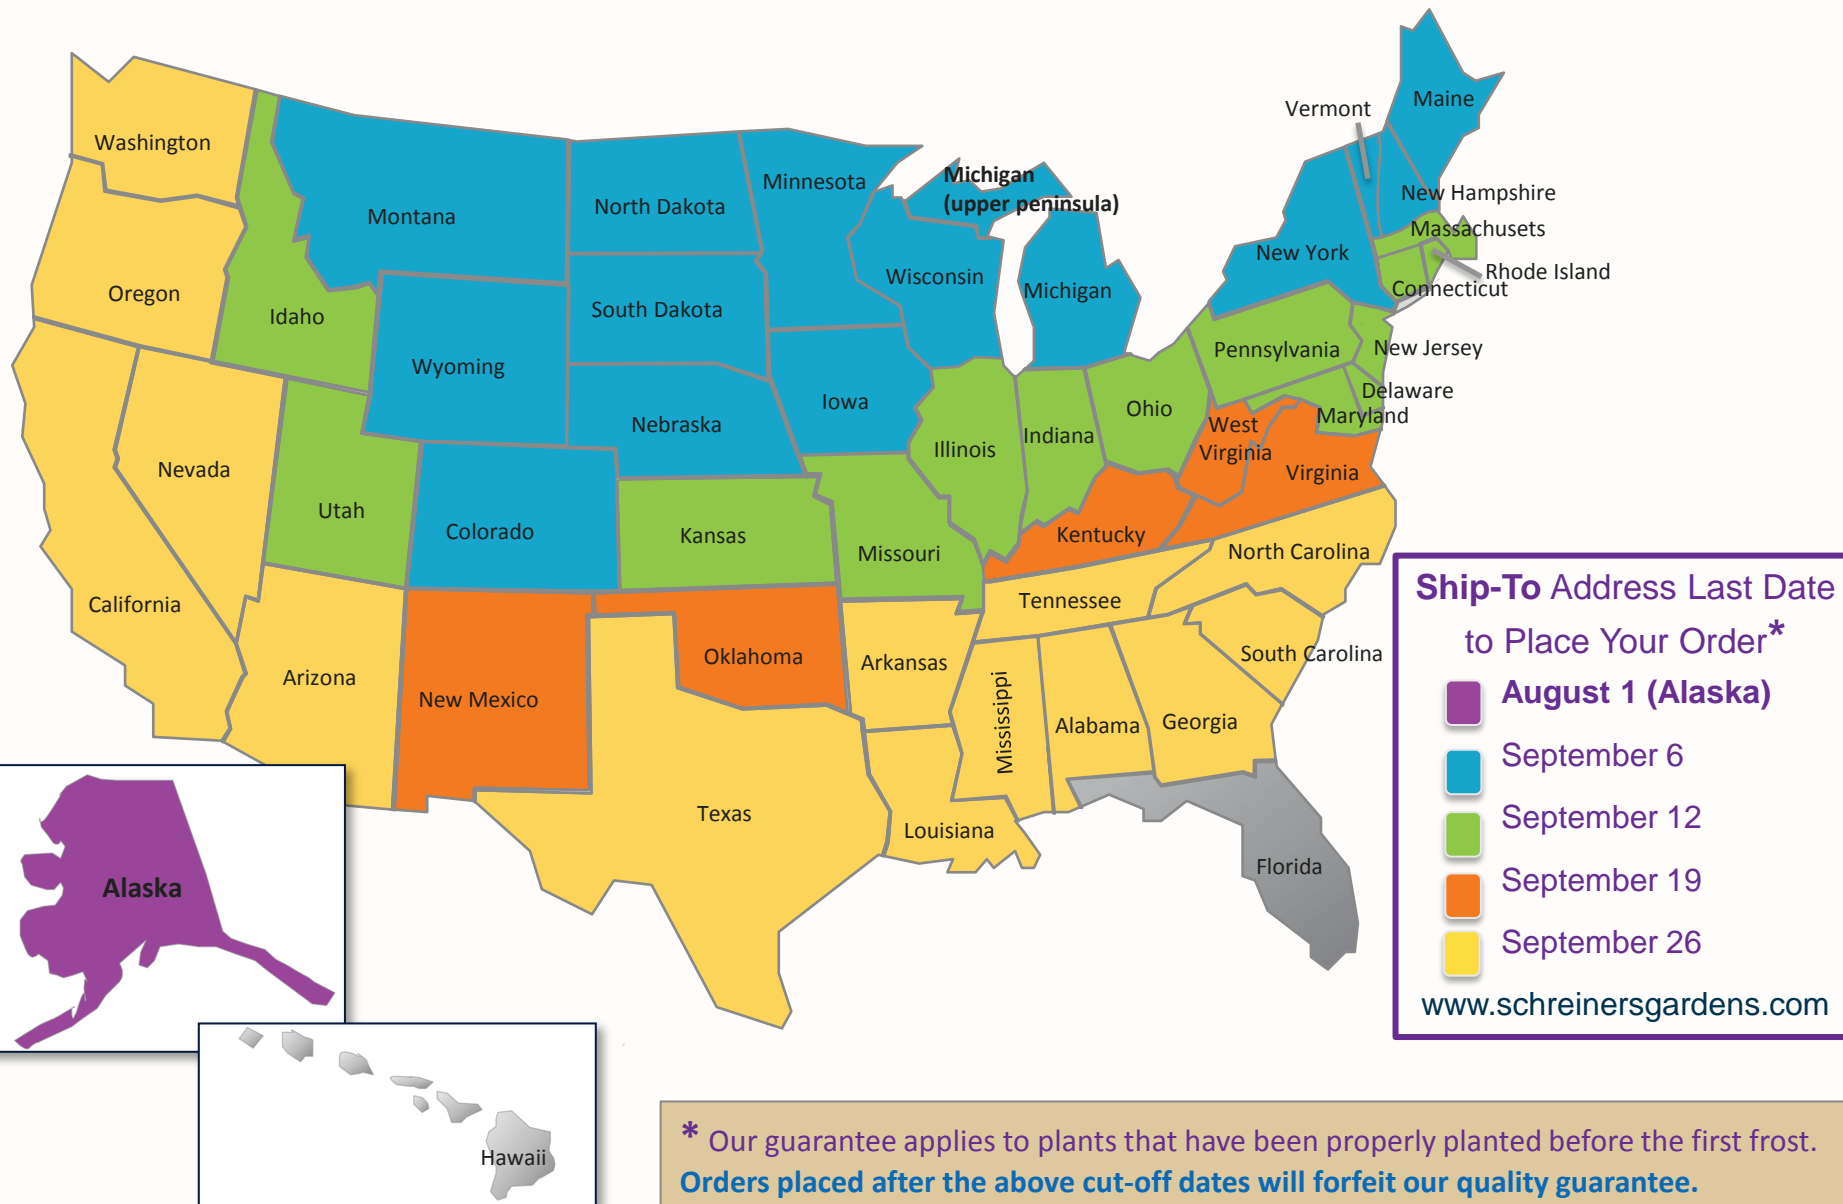 Maine
Vermont
Washington
Michigan
(upper peninsula)
Minnesota
New Hampshire
North Dakota
Montana
Massachusets
New York
Rhode Island
Wisconsin
Connecticut
Michigan
Oregon
South Dakota
Idaho
New Jersey
Pennsylvania
Wyoming
Delaware
Iowa
Ohio
Maryland
Nebraska
West
Virginia
Indiana
Illinois
Nevada
Virginia
Utah
Colorado
Kansas
Kentucky
Missouri
North Carolina
California
Tennessee
Ship-To Address Last Date
to Place Your Order*
August 1 (Alaska)
September 6
September 12
September 19
September 26
www.schreinersgardens.com
South Carolina
Oklahoma
Arkansas
Arizona
New Mexico
Mississippi
Alabama
Georgia
Texas
Louisiana
Florida
Alaska
Hawaii
* Our guarantee applies to plants that have been properly planted before the first frost.
Orders placed after the above cut-off dates will forfeit our quality guarantee.